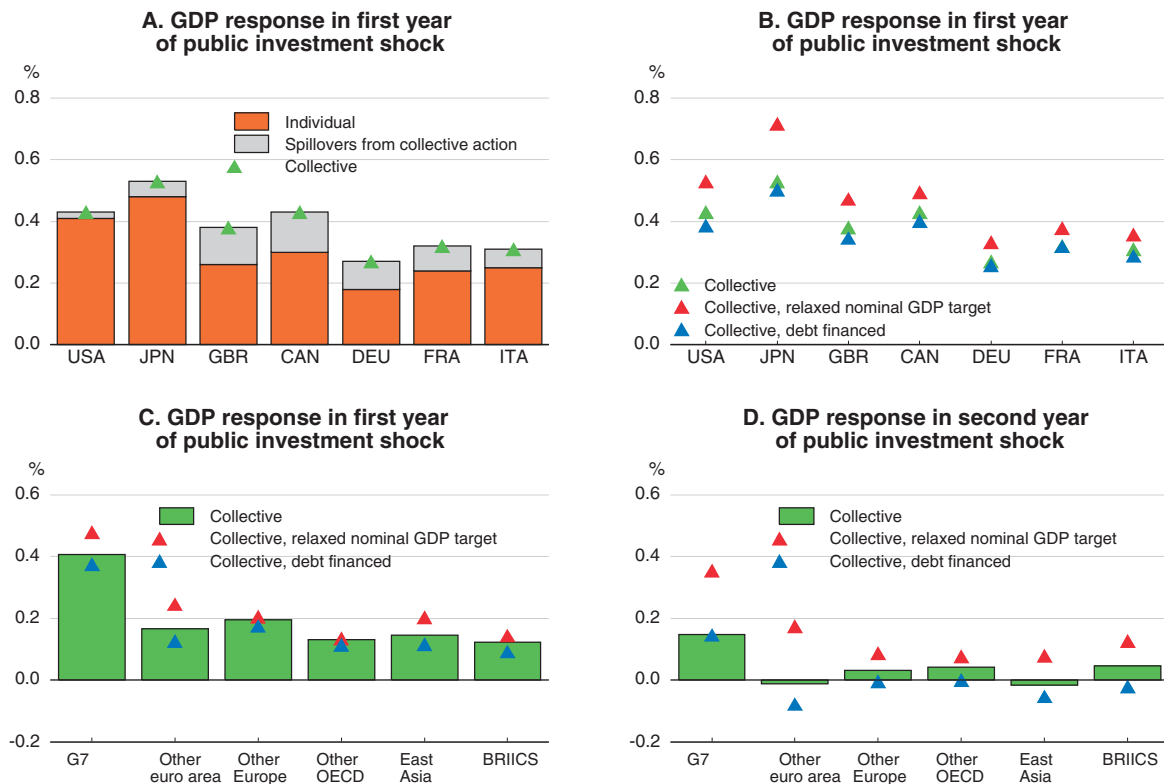 A. GDP response in first year
of public investment shock
%
0.8
0.6
0.4
0.2
0.0
Individual
Spillovers from collective action
Collective
USA JPN GBR CAN DEU FRA ITA
B. GDP response in first year
of public investment shock
%
0.8
0.6
0.4
0.2
0.0
Collective
Collective, relaxed nominal GDP target
Collective, debt financed
USA JPN GBR CAN DEU FRA ITA
C. GDP response in first year
of public investment shock
%
0.6
0.4
0.2
0.0
-0.2
Collective
Collective, relaxed nominal GDP target
Collective, debt financed
G7 Other Other Other East BRIICS
euro area Europe OECD Asia
D. GDP response in second year
of public investment shock
%
0.6
0.4
0.2
0.0
-0.2
Collective
Collective, relaxed nominal GDP target
Collective, debt financed
G7 Other Other Other East BRIICS
euro area Europe OECD Asia